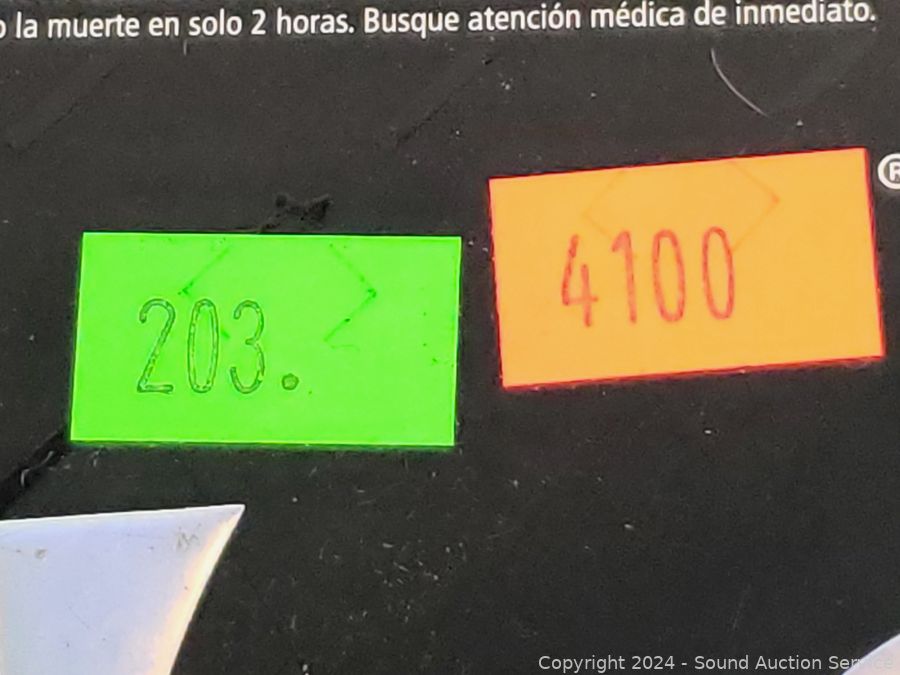 o la muerte en solo 2 horas. Busque atención médica de inmediato.
®
4100
203.
Copyright 2024 - Sound Auction Service